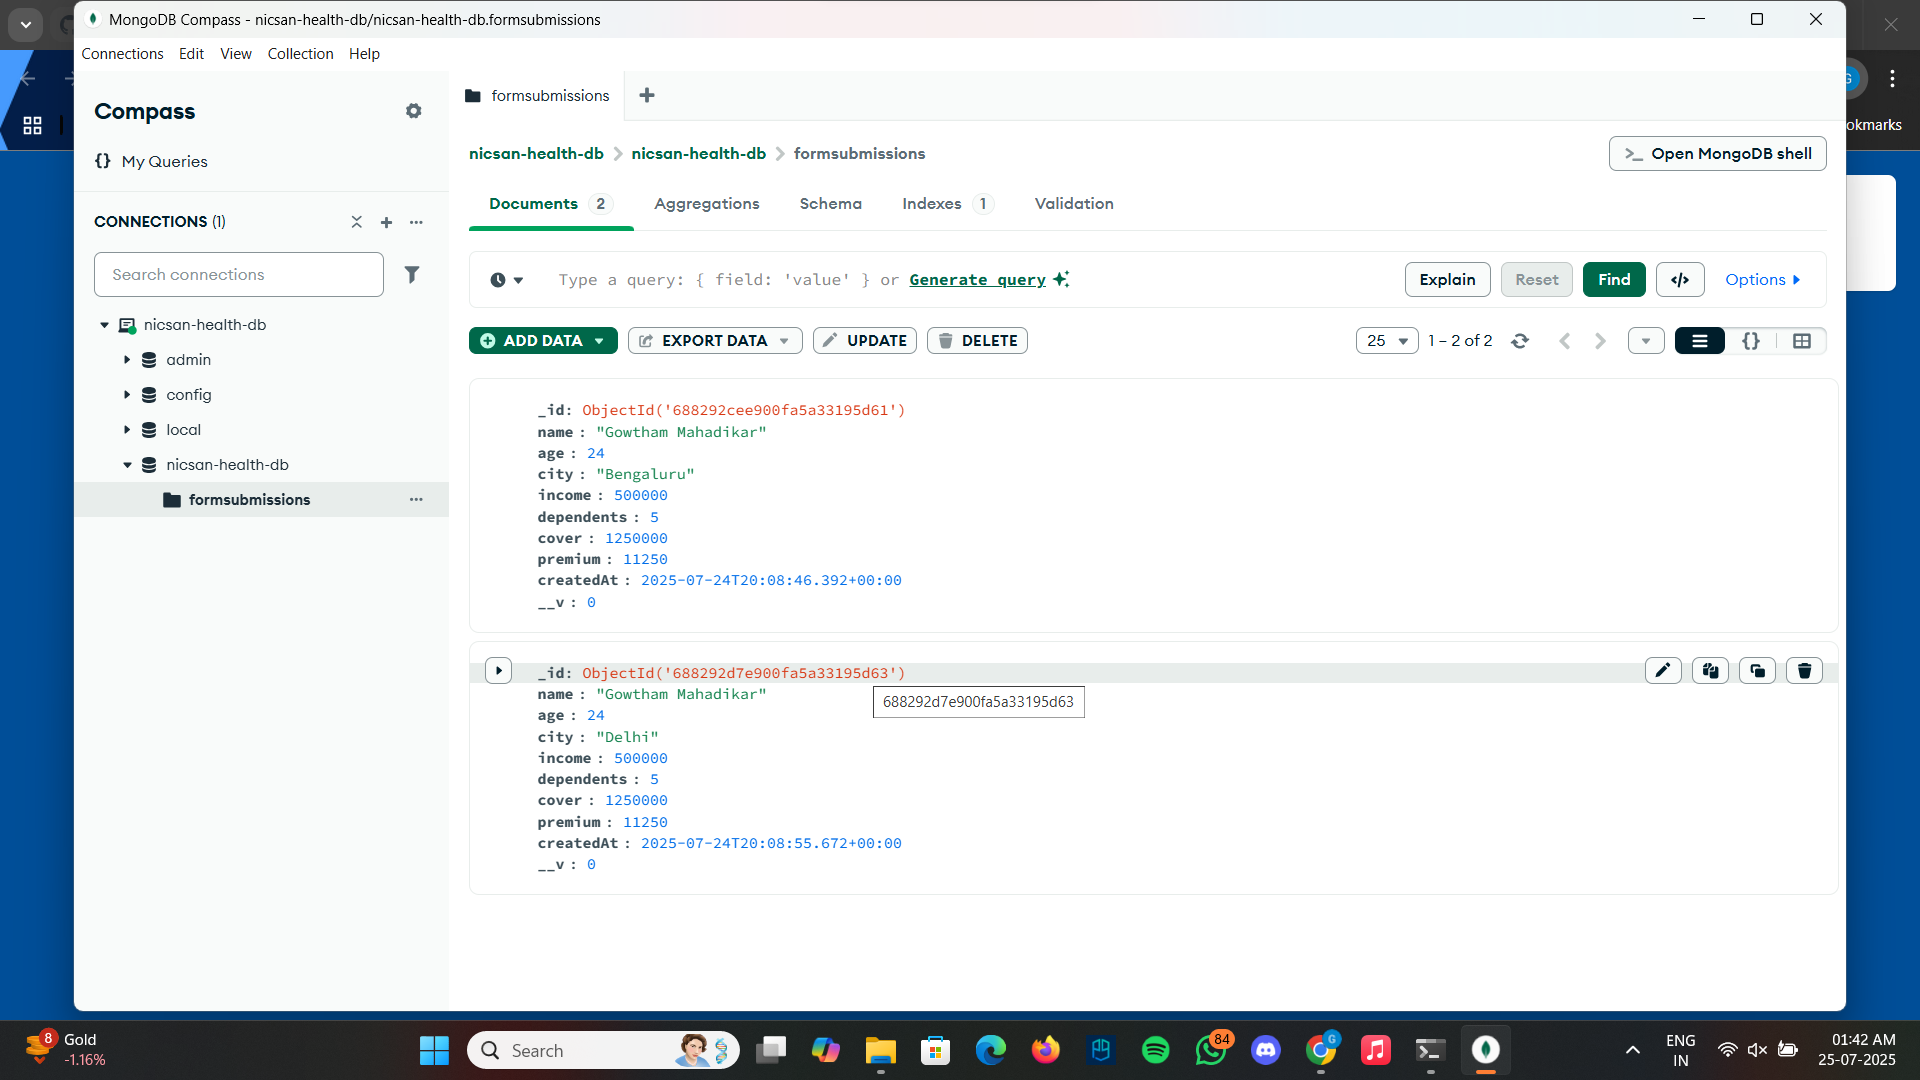 MongoDB Compass - nicsan-health-db/nicsan-health-db.formsubmissions
Connections Edit View Collection Help
Compass
My Queries
CONNECTIONS (1)
Search connections
nicsan-health-db
admin
config
local
nicsan-health-db
formsubmissions
formsubmissions
nicsan-health-db > nicsan-health-db > formsubmissions
>_ Open MongoDB shell
Documents 2 Aggregations Schema Indexes 1 Validation
Type a query: { field: 'value' } or Generate query
Explain Reset Find </> Options
ADD DATA EXPORT DATA UPDATE DELETE
25 1 – 2 of 2 {}
_id: ObjectId('688292cee900fa5a33195d61')
name : "Gowtham Mahadikar"
age : 24
city : "Bengaluru"
income : 500000
dependents : 5
cover : 1250000
premium : 11250
createdAt : 2025-07-24T20:08:46.392+00:00
__v : 0
_id: ObjectId('688292d7e900fa5a33195d63')
name : "Gowtham Mahadikar"
688292d7e900fa5a33195d63
age : 24
city : "Delhi"
income : 500000
dependents : 5
cover : 1250000
premium : 11250
createdAt : 2025-07-24T20:08:55.672+00:00
__v : 0
G
okmarks
8
Gold
-1.16%
Search
84
G
ENG
IN
01:42 AM
25-07-2025